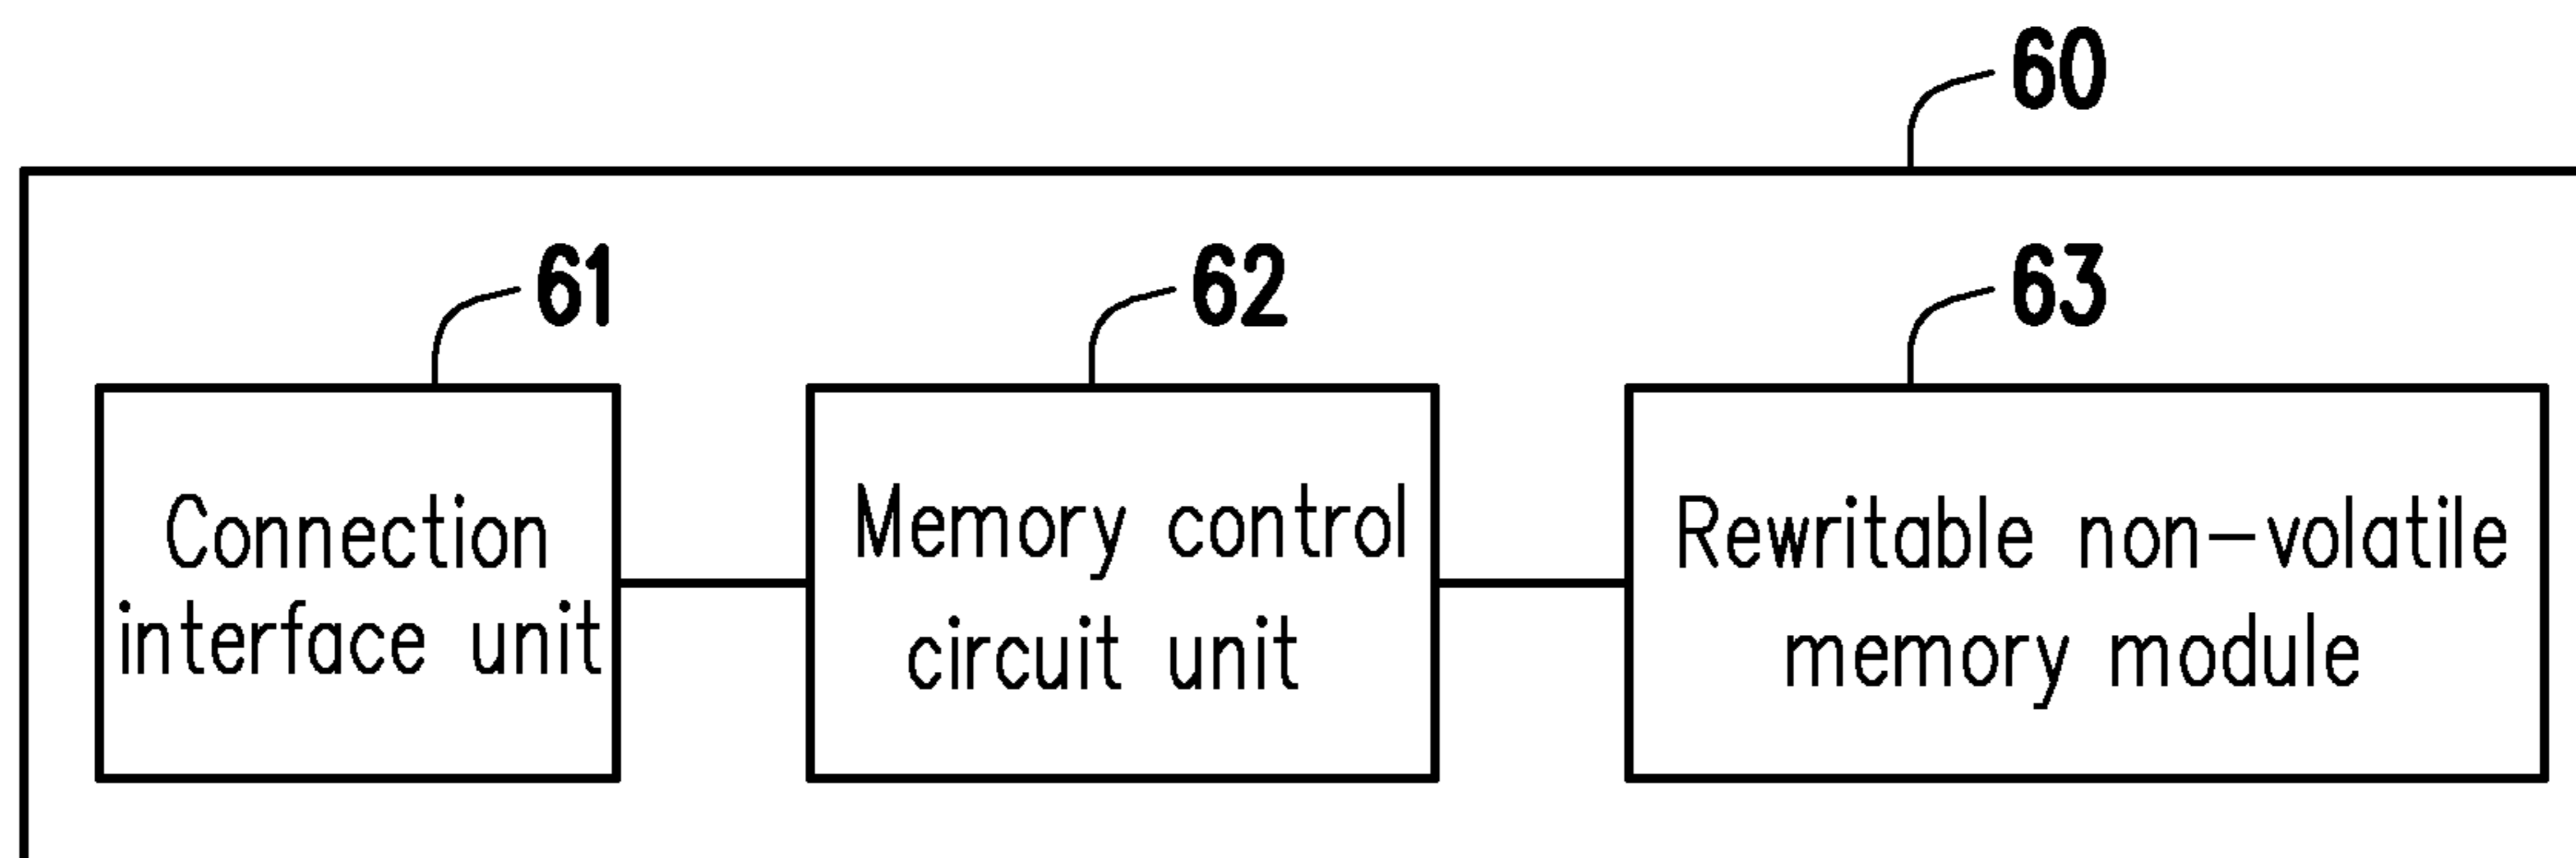 60
61
62
63
Connection
interface unit
Memory control
circuit unit
Rewritable non-volatile
memory module